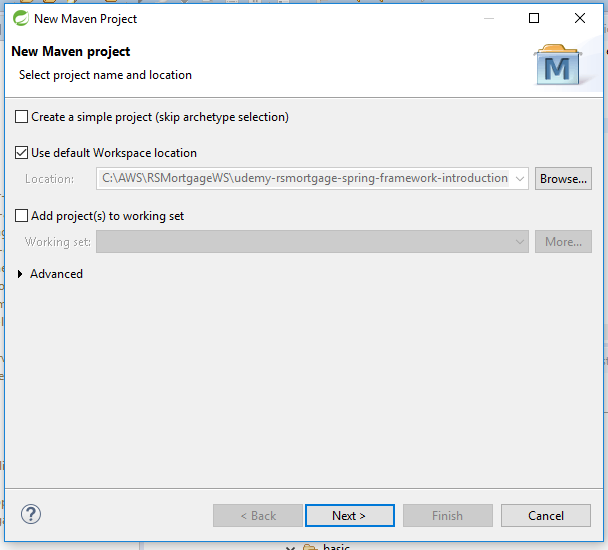 New Maven Project
New Maven project
Select project name and location
M
Create a simple project (skip archetype selection)
Use default Workspace location
Location: C:\AWS\RSMortgageWS\udemy-rsmortgage-spring-framework-introduction Browse...
Add project(s) to working set
Working set: More...
Advanced
? < Back Next > Finish Cancel
basic